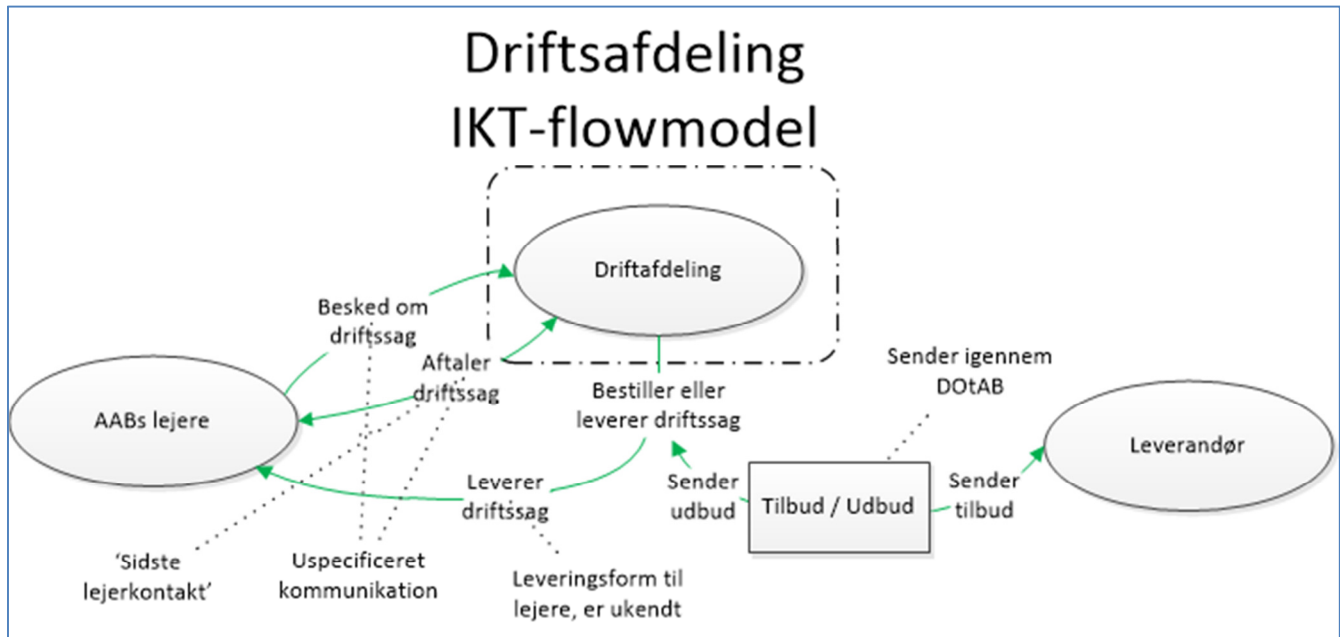 Driftsafdeling
IKT-flowmodel
Driftafdeling
Besked om
driftssag
Aftaler
driftssag
Sender igennem
DOtAB
Bestiller eller
leverer driftssag
AABs lejere
Leverandør
Leverer
driftssag
Sender
udbud
Tilbud / Udbud
Sender
tilbud
‘Sidste
lejerkontakt’
Uspecificeret
kommunikation
Leveringsform til
lejere, er ukendt